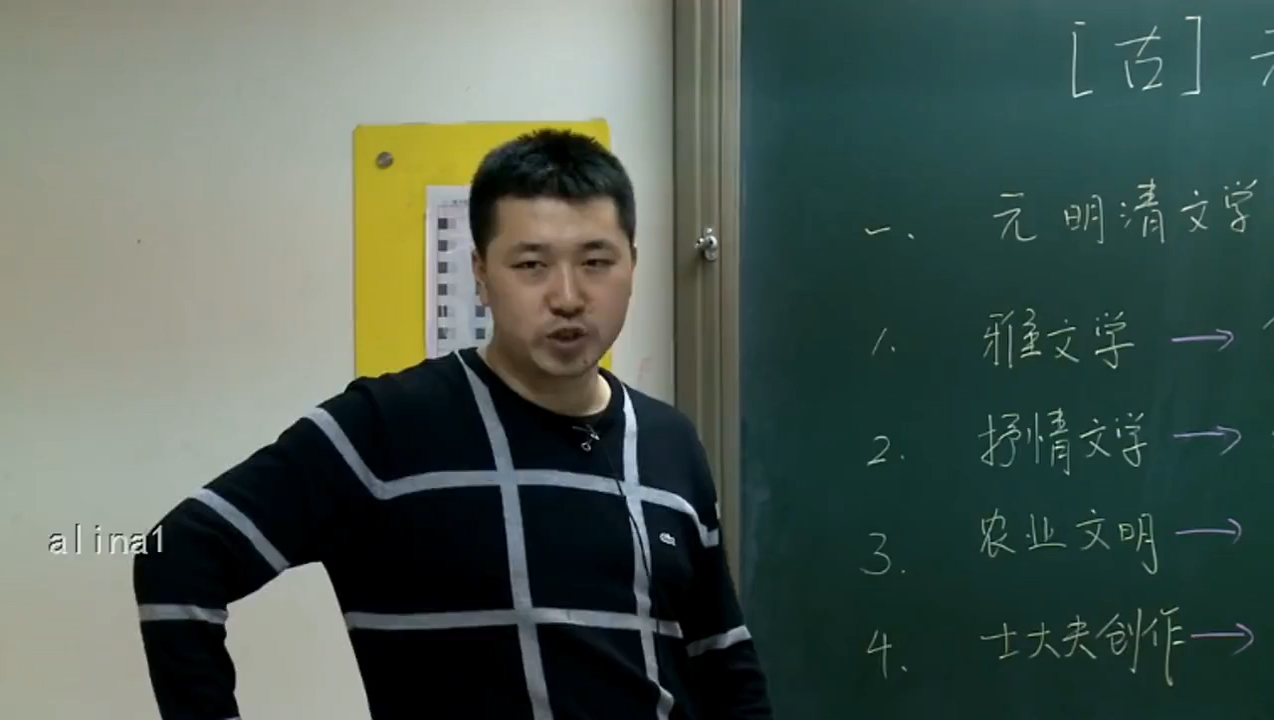 [古]
一、 元明清文学
1. 雅文学 →
2. 抒情文学 →
3. 农业文明 →
4. 士大夫创作 →
alina1